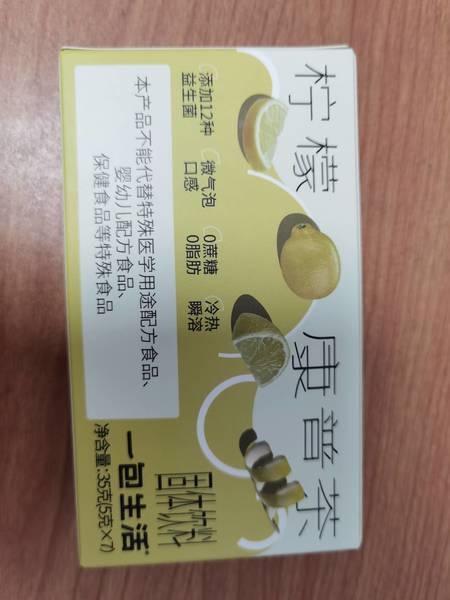 柠檬 康普茶
添加12种
益生菌
微气泡
口感
0蔗糖
0脂肪
冷热
瞬溶
本产品不能代替特殊医学用途配方食品、
婴幼儿配方食品、
保健食品等特殊食品
固体饮料
一包生活
净含量:35克(5克×7)